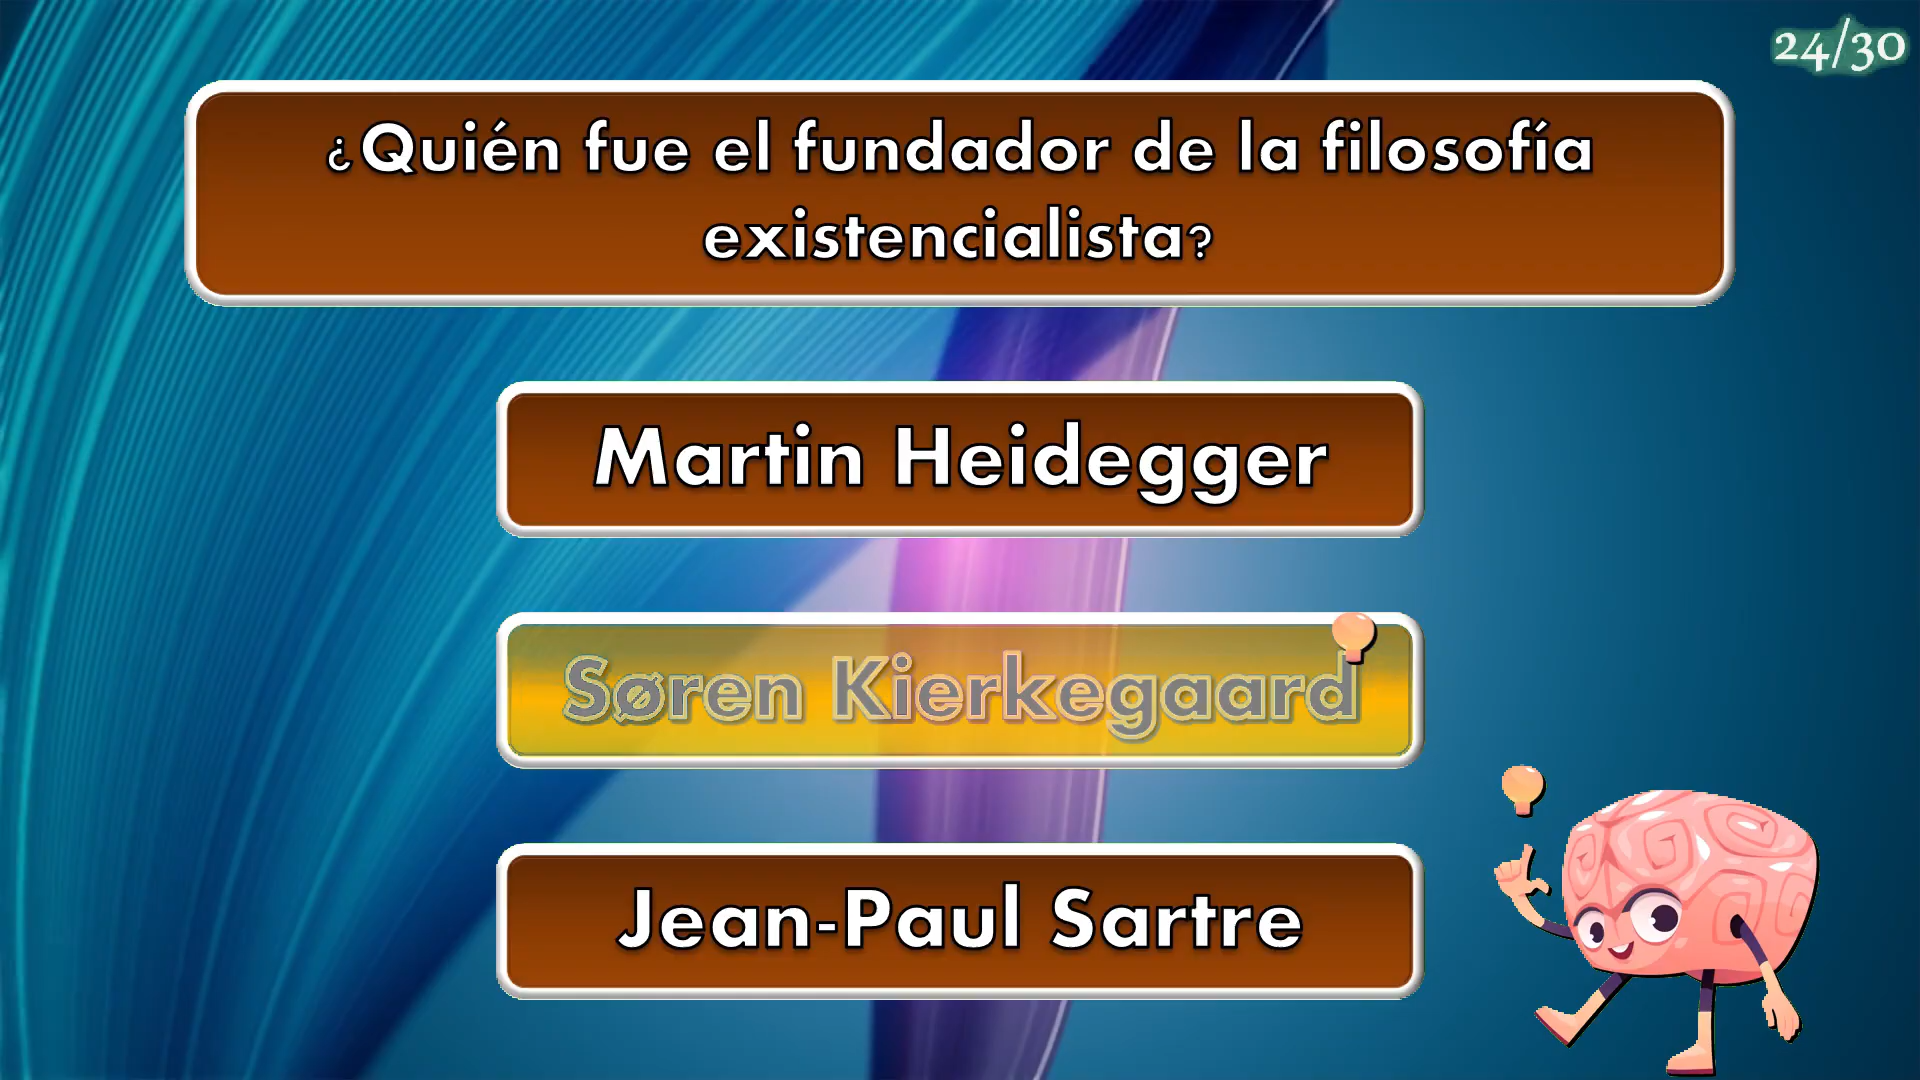 24/30
¿Quién fue el fundador de la filosofía
existencialista?
Martin Heidegger
Søren Kierkegaard
Jean-Paul Sartre